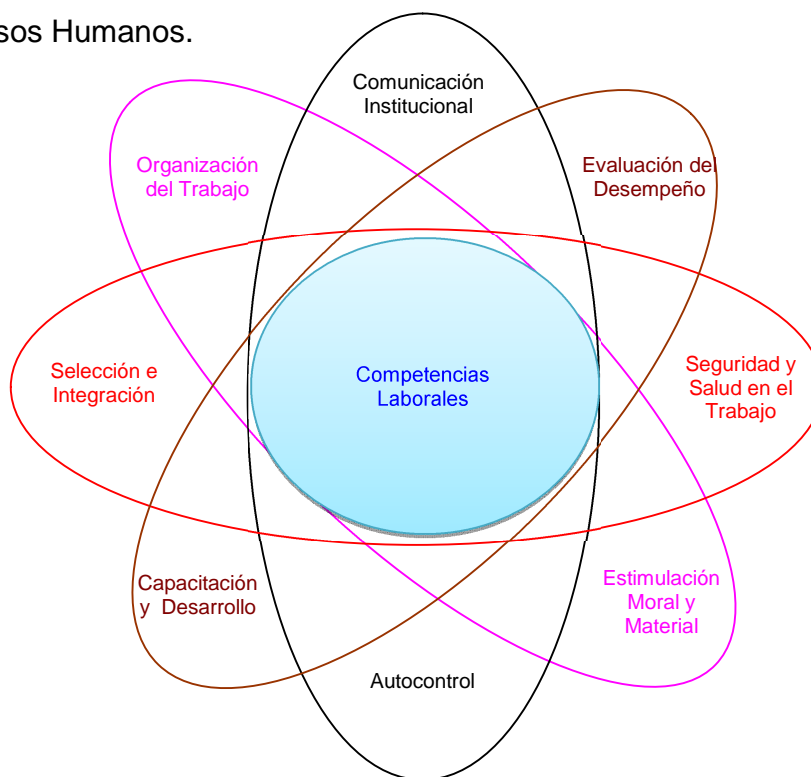 sos Humanos.
Comunicación
Institucional
Organización
del Trabajo
Evaluación del
Desempeño
Selección e
Integración
Competencias
Laborales
Seguridad y
Salud en el
Trabajo
Capacitación
y Desarrollo
Estimulación
Moral y
Material
Autocontrol